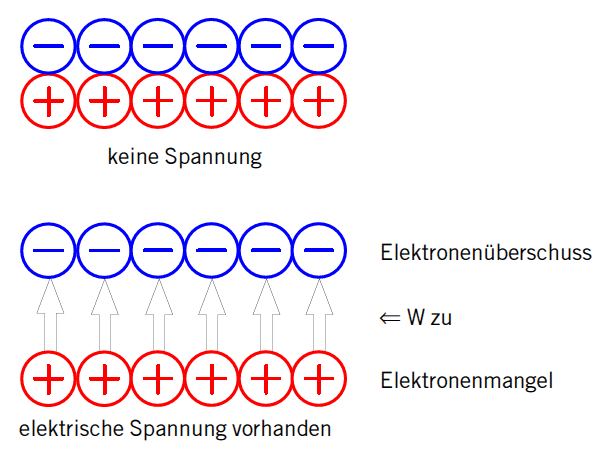 keine Spannung
Elektronenüberschuss
⇐ W zu
Elektronenmangel
elektrische Spannung vorhanden